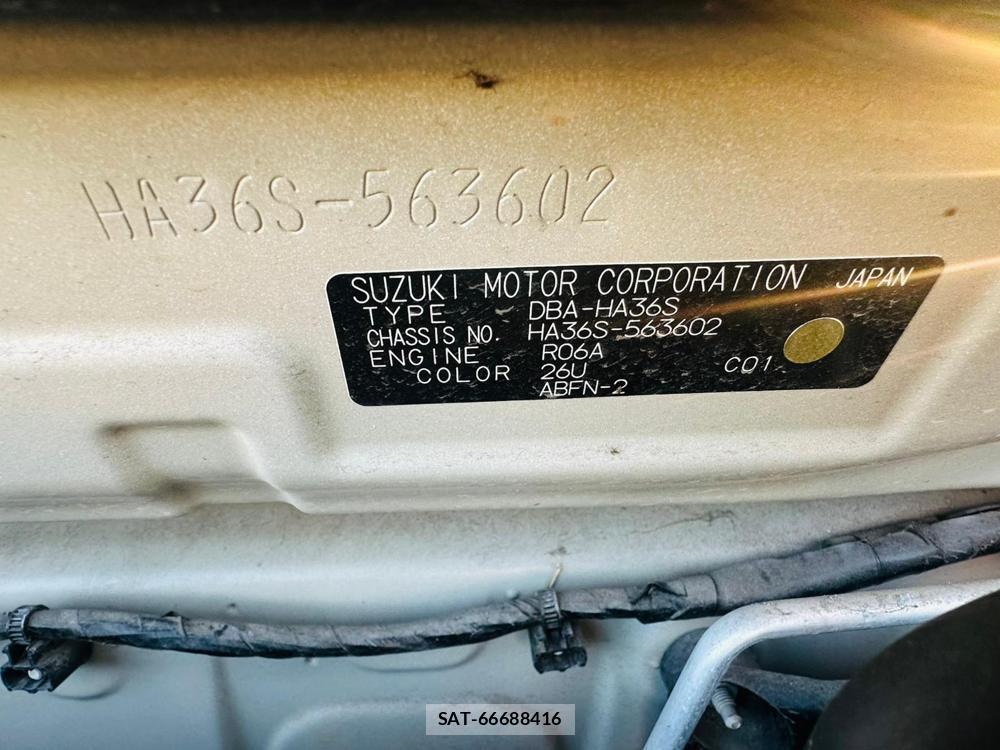 HA36S-563602
SUZUKI MOTOR CORPORATION JAPAN
TYPE DBA-HA36S
CHASSIS NO. HA36S-563602
ENGINE R06A
COLOR 26U C01
ABFN-2
SAT-66688416